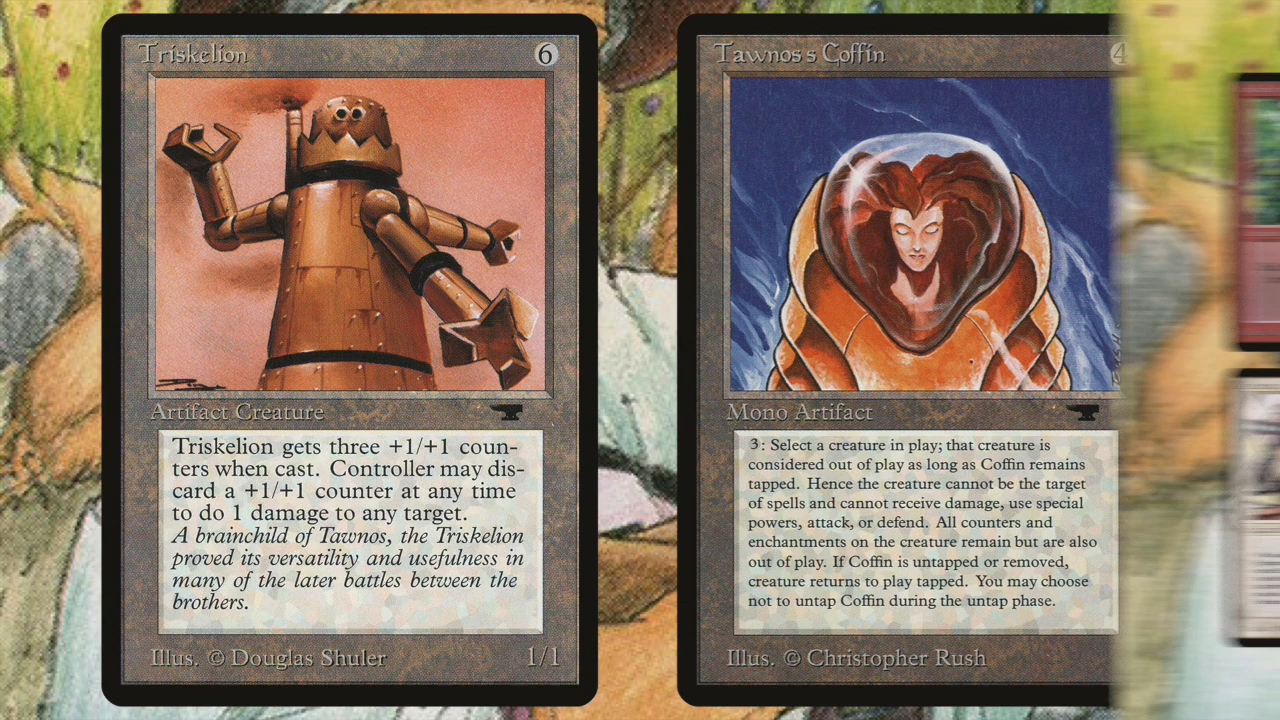 Triskelion 6
Artifact Creature
Triskelion gets three +1/+1 coun-
ters when cast. Controller may dis-
card a +1/+1 counter at any time
to do 1 damage to any target.
A brainchild of Tawnos, the Triskelion
proved its versatility and usefulness in
many of the later battles between the
brothers.
Illus. © Douglas Shuler 1/1
Tawnos's Coffin 4
Mono Artifact
3: Select a creature in play; that creature is
considered out of play as long as Coffin remains
tapped. Hence the creature cannot be the target
of spells and cannot receive damage, use special
powers, attack, or defend. All counters and
enchantments on the creature remain but are also
out of play. If Coffin is untapped or removed,
creature returns to play tapped. You may choose
not to untap Coffin during the untap phase.
Illus. © Christopher Rush